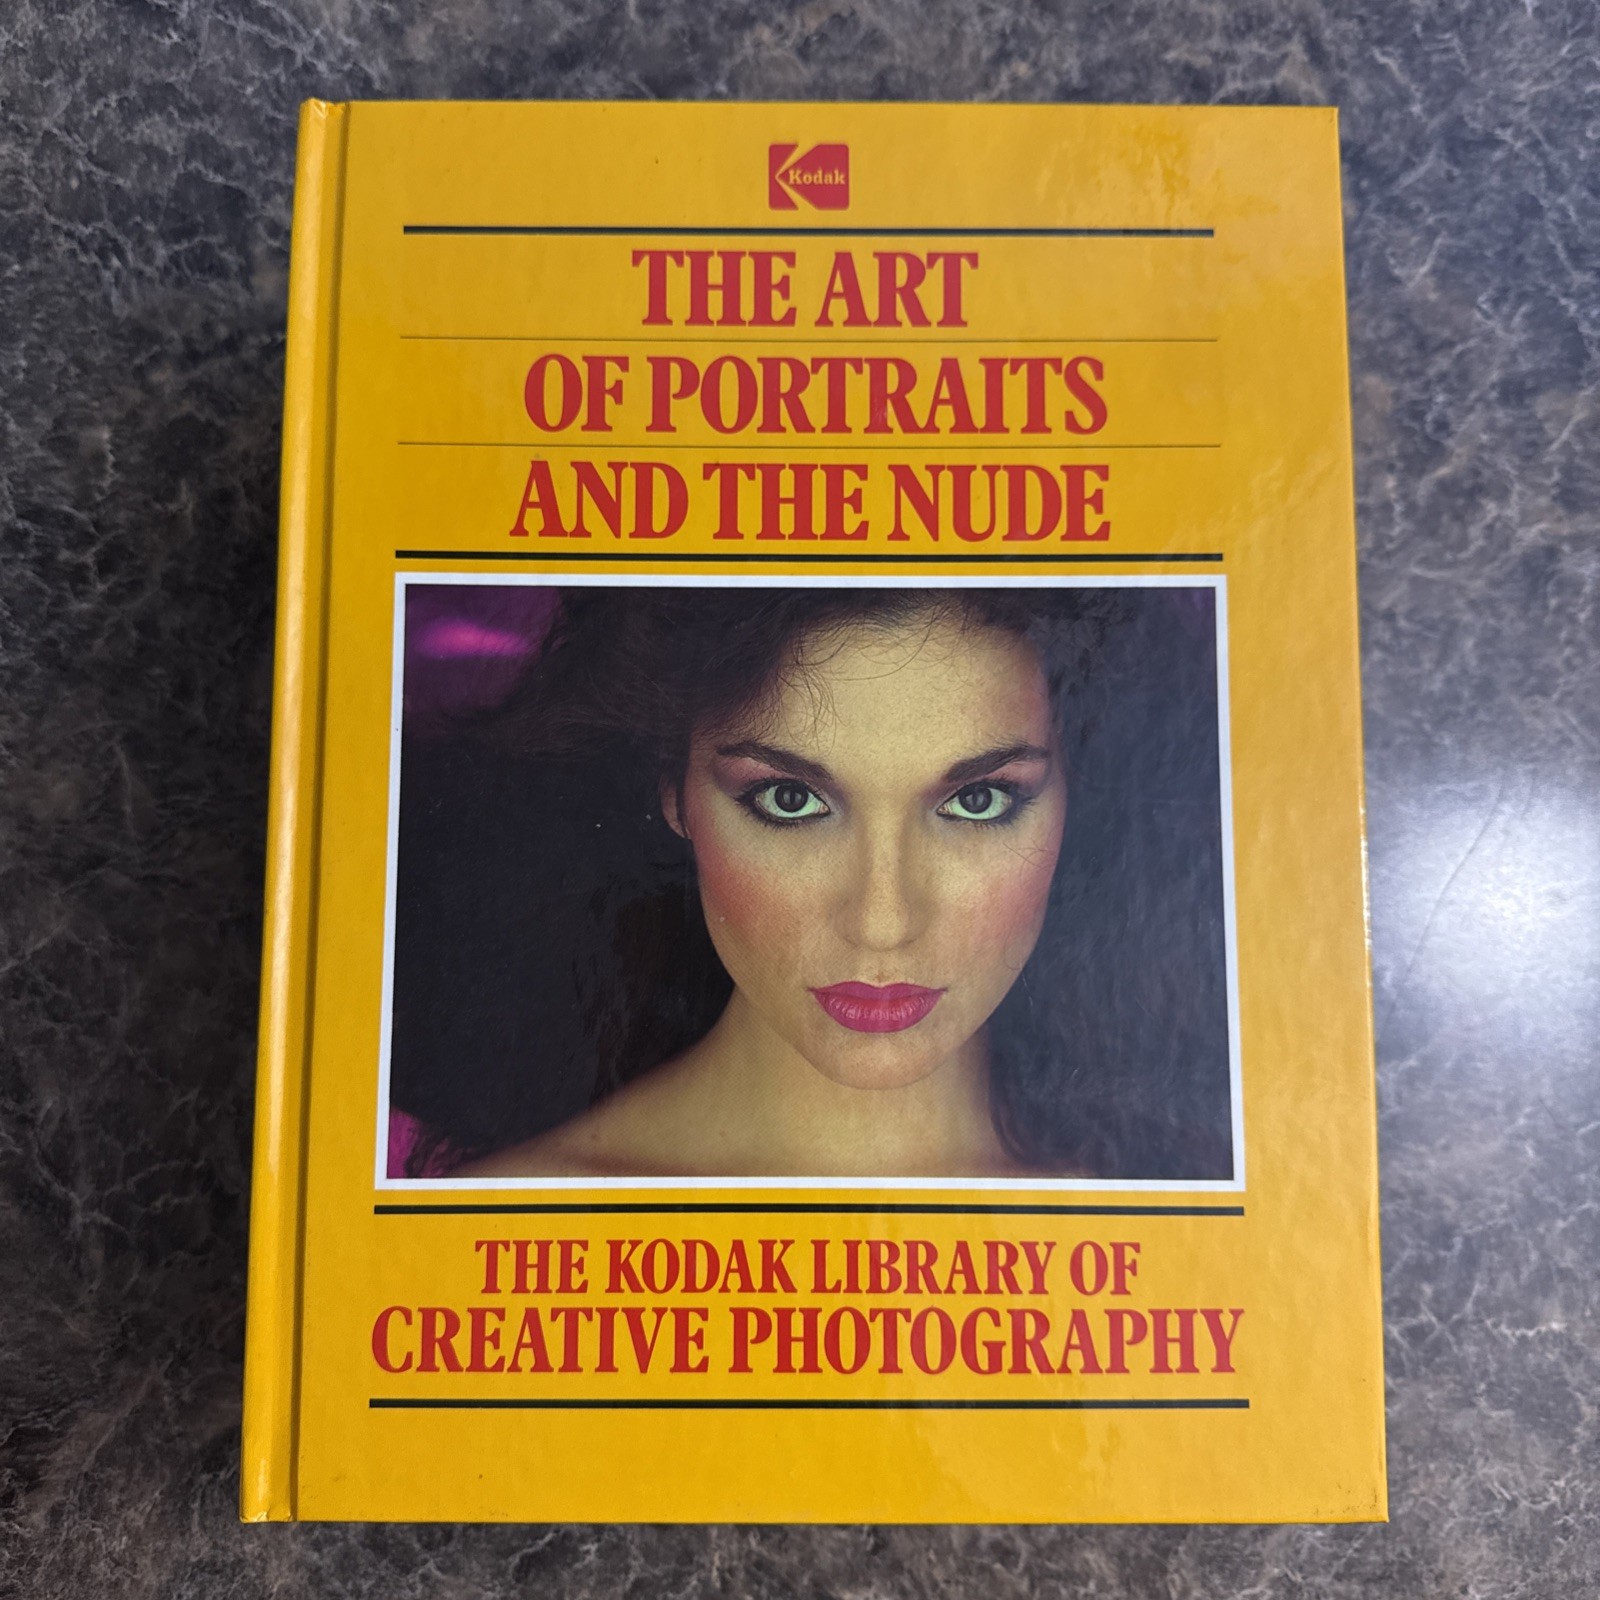 Kodak
THE ART
OF PORTRAITS
AND THE NUDE
THE KODAK LIBRARY OF
CREATIVE PHOTOGRAPHY